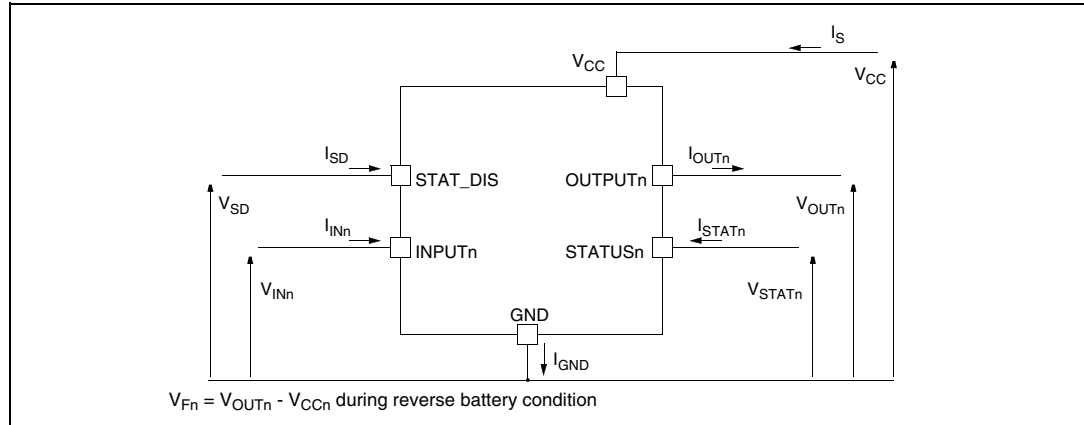 I_S
V_CC
V_CC
I_SD
I_OUTn
STAT_DIS
OUTPUTn
V_SD
V_OUTn
I_INn
I_STATn
INPUTn
STATUSn
V_INn
V_STATn
GND
I_GND
V_Fn = V_OUTn - V_CCn during reverse battery condition